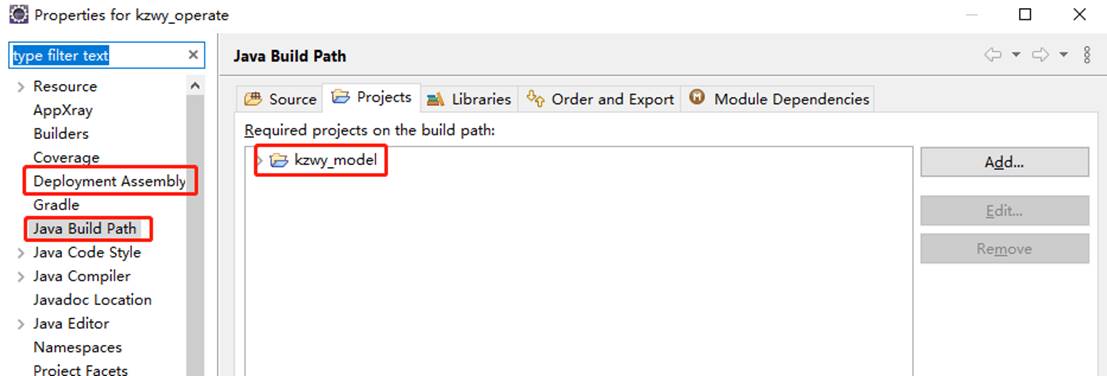 Properties for kzwy_operate
type filter text
Resource
AppXray
Builders
Coverage
Deployment Assembly
Gradle
Java Build Path
Java Code Style
Java Compiler
Javadoc Location
Java Editor
Namespaces
Project Facets
Java Build Path
Source Projects Libraries Order and Export Module Dependencies
Required projects on the build path:
kzwy_model
Add...
Edit...
Remove